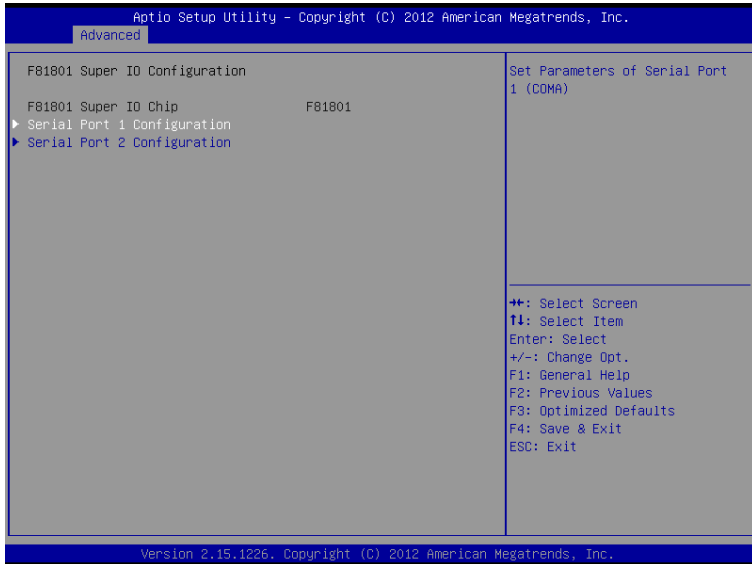 Aptio Setup Utility – Copyright (C) 2012 American Megatrends, Inc.
Advanced
F81801 Super IO Configuration
F81801 Super IO Chip F81801
▶ Serial Port 1 Configuration
▶ Serial Port 2 Configuration
Set Parameters of Serial Port
1 (COMA)
→←: Select Screen
↑↓: Select Item
Enter: Select
+/-: Change Opt.
F1: General Help
F2: Previous Values
F3: Optimized Defaults
F4: Save & Exit
ESC: Exit
Version 2.15.1226. Copyright (C) 2012 American Megatrends, Inc.